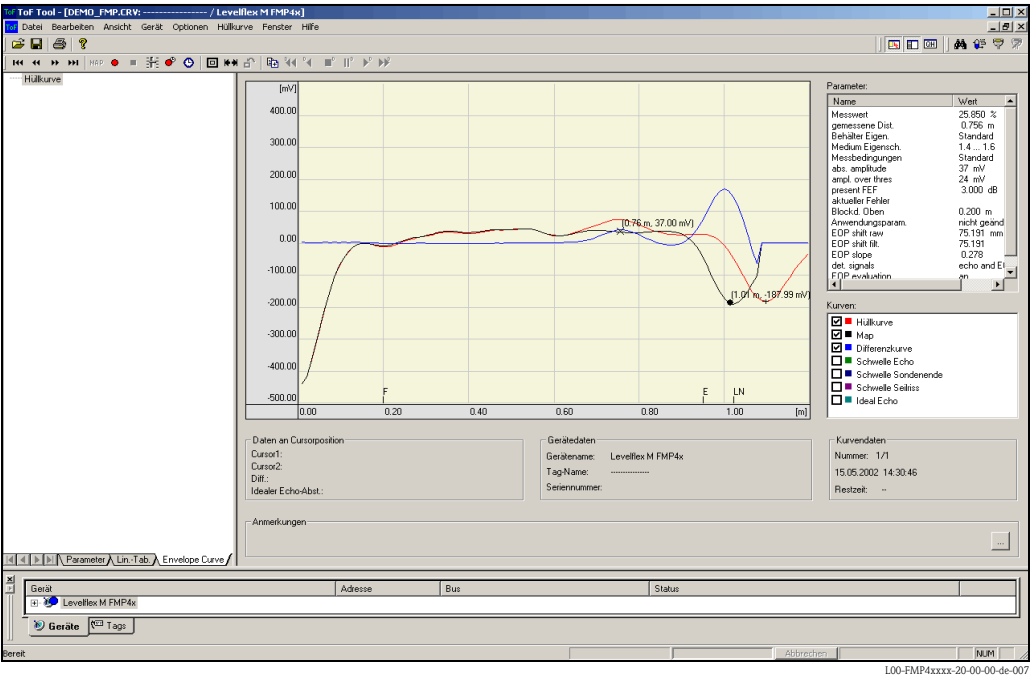 ToF Tool - [DEMO_FMP.CRV: ---------------- / Levelflex M FMP4x]
Datei Bearbeiten Ansicht Gerät Optionen Hüllkurve Fenster Hilfe
MAP
Hüllkurve
[mV]
400.00
300.00
200.00
100.00
0.00
-100.00
-200.00
-300.00
-400.00
-500.00
(0.76 m, 37.00 mV)
(1.01 m, -187.99 mV)
F E LN
0.00 0.20 0.40 0.60 0.80 1.00 [m]
Parameter:
Name Wert
Messwert 25.850 %
gemessene Dist. 0.756 m
Behälter Eigen. Standard
Medium Eigensch. 1.4 ... 1.6
Messbedingungen Standard
abs. amplitude 37 mV
ampl. over thres 24 mV
present FEF 3.000 dB
aktueller Fehler
Blockd. Oben 0.200 m
Anwendungsparam. nicht geänd
EOP shift raw 75.191 mm
EOP shift filt. 75.191
EOP slope 0.278
det. signals echo and E
EOP evaluation an
Kurven:
Hüllkurve
Map
Differenzkurve
Schwelle Echo
Schwelle Sondenende
Schwelle Seilriss
Ideal Echo
Daten an Cursorposition
Cursor1:
Cursor2:
Diff.:
Idealer Echo-Abst.:
Gerätedaten
Gerätename: Levelflex M FMP4x
Tag-Name: ----------------
Seriennummer:
Kurvendaten
Nummer: 1/1
15.05.2002 14:30:46
Restzeit: --
Anmerkungen
...
Parameter Lin.-Tab. Envelope Curve
Gerät Adresse Bus Status
Levelflex M FMP4x
Geräte Tags
Bereit Abbrechen NUM
L00-FMP4xxxx-20-00-00-de-007